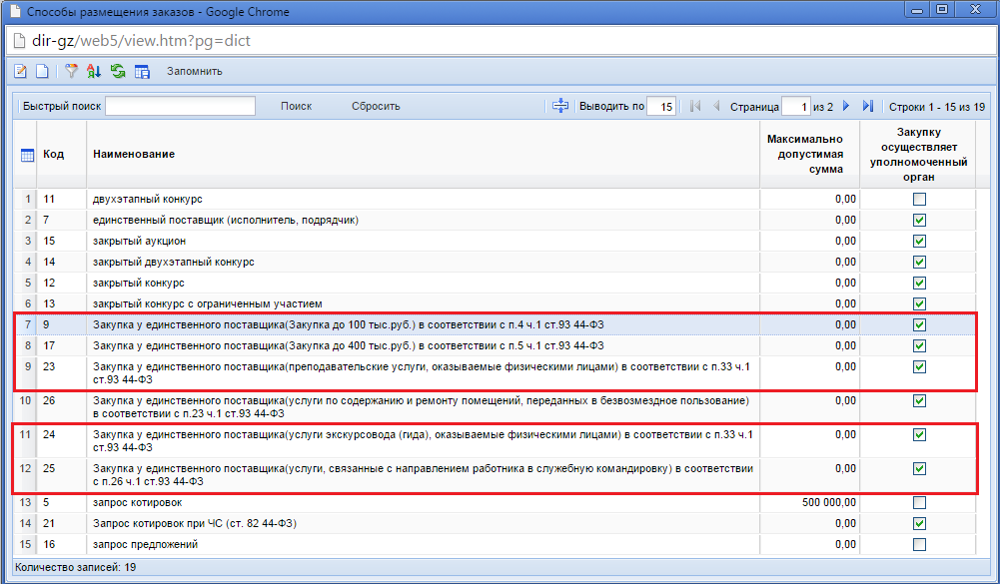 Способы размещения заказов - Google Chrome
dir-gz/web5/view.htm?pg=dict
Запомнить
Быстрый поиск Поиск Сбросить Выводить по 15 Страница 1 из 2 Строки 1 - 15 из 19
Код Наименование Максимально допустимая сумма Закупку осуществляет уполномоченный орган
1 11 двухэтапный конкурс 0,00
2 7 единственный поставщик (исполнитель, подрядчик) 0,00
3 15 закрытый аукцион 0,00
4 14 закрытый двухэтапный конкурс 0,00
5 12 закрытый конкурс 0,00
6 13 закрытый конкурс с ограниченным участием 0,00
7 9 Закупка у единственного поставщика(Закупка до 100 тыс.руб.) в соответствии с п.4 ч.1 ст.93 44-ФЗ 0,00
8 17 Закупка у единственного поставщика(Закупка до 400 тыс.руб.) в соответствии с п.5 ч.1 ст.93 44-ФЗ 0,00
9 23 Закупка у единственного поставщика(преподавательские услуги, оказываемые физическими лицами) в соответствии с п.33 ч.1 0,00
ст.93 44-ФЗ
10 26 Закупка у единственного поставщика(услуги по содержанию и ремонту помещений, переданных в безвозмездное пользование) 0,00
в соответствии с п.23 ч.1 ст.93 44-ФЗ
11 24 Закупка у единственного поставщика(услуги экскурсовода (гида), оказываемые физическими лицами) в соответствии с п.33 ч.1 0,00
ст.93 44-ФЗ
12 25 Закупка у единственного поставщика(услуги, связанные с направлением работника в служебную командировку) в соответствии 0,00
с п.26 ч.1 ст.93 44-ФЗ
13 5 запрос котировок 500 000,00
14 21 Запрос котировок при ЧС (ст. 82 44-ФЗ) 0,00
15 16 запрос предложений 0,00
Количество записей: 19